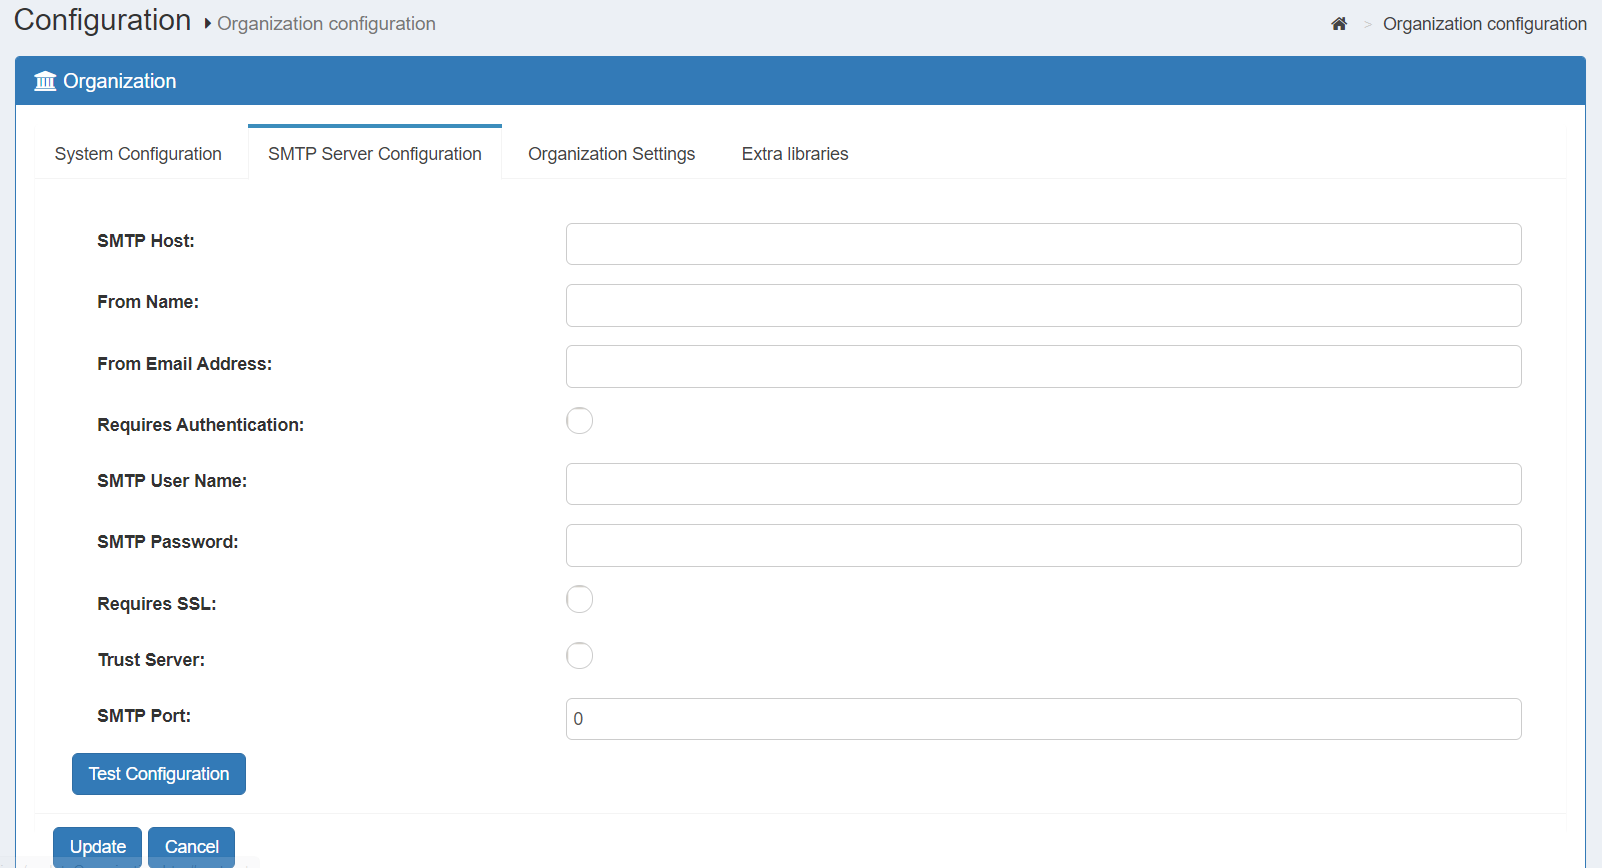 Configuration Organization configuration
> Organization configuration
Organization
System Configuration SMTP Server Configuration Organization Settings Extra libraries
SMTP Host:
From Name:
From Email Address:
Requires Authentication:
SMTP User Name:
SMTP Password:
Requires SSL:
Trust Server:
SMTP Port: 0
Test Configuration
Update Cancel